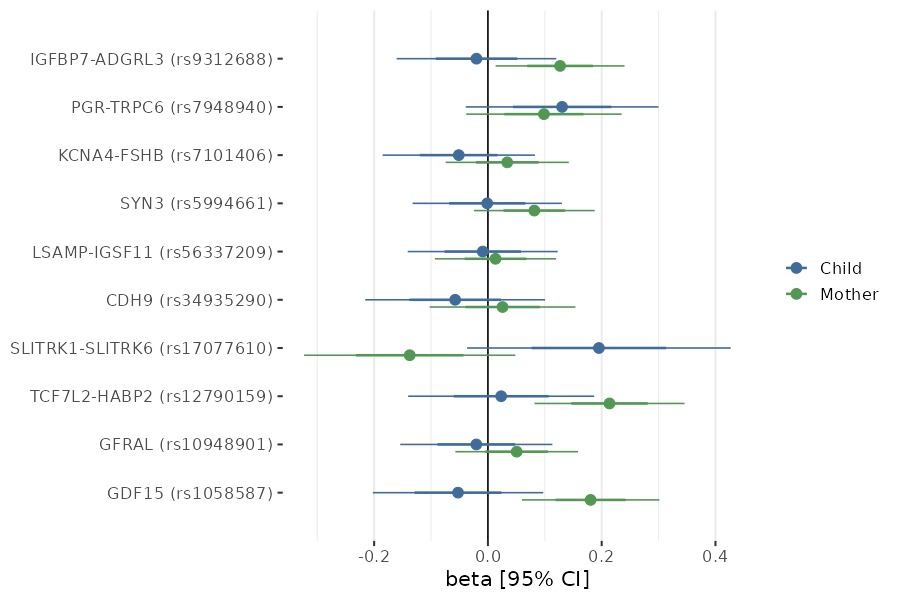 IGFBP7-ADGRL3 (rs9312688)
PGR-TRPC6 (rs7948940)
KCNA4-FSHB (rs7101406)
SYN3 (rs5994661)
LSAMP-IGSF11 (rs56337209)
CDH9 (rs34935290)
SLITRK1-SLITRK6 (rs17077610)
TCF7L2-HABP2 (rs12790159)
GFRAL (rs10948901)
GDF15 (rs1058587)
-0.2 0.0 0.2 0.4
beta [95% CI]
Child
Mother